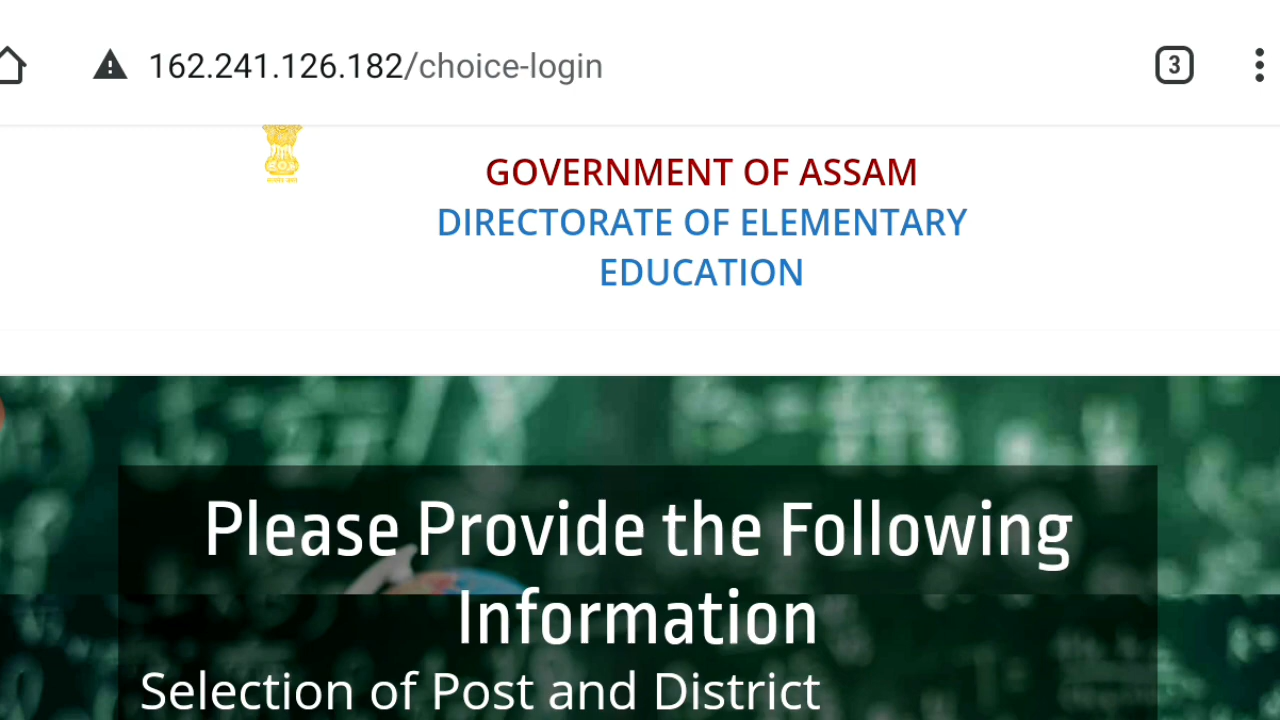 162.241.126.182/choice-login
3
GOVERNMENT OF ASSAM
DIRECTORATE OF ELEMENTARY
EDUCATION
Please Provide the Following
Information
Selection of Post and District